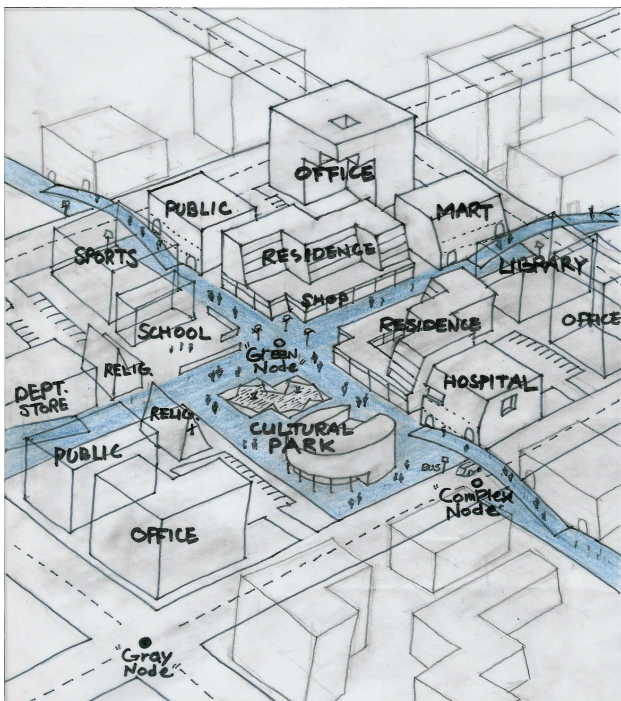 OFFICE
PUBLIC
MART
SPORTS
RESIDENCE
LIBRARY
SHOP
OFFICE
SCHOOL
RESIDENCE
"GREEN
NODE"
RELIG.
HOSPITAL
DEPT.
STORE
RELIG.
CULTURAL
PARK
PUBLIC
BUS
"COMPLEX
NODE"
OFFICE
"GRAY
NODE"